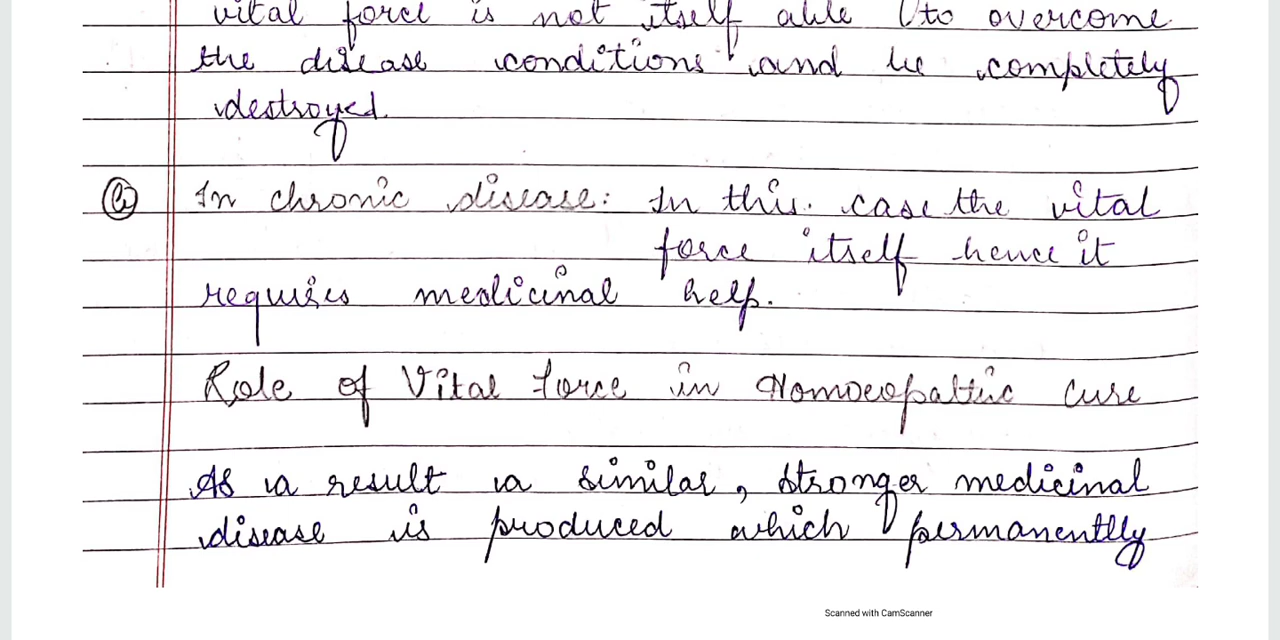 vital force is not itself able to overcome
the disease conditions and be completely
destroyed.
(b) In chronic disease: In this. case the vital
force itself hence it
requires medicinal help.
Role of Vital force in Homoeopathic cure
As a result a similar, stronger medicinal
disease is produced which permanently
Scanned with CamScanner